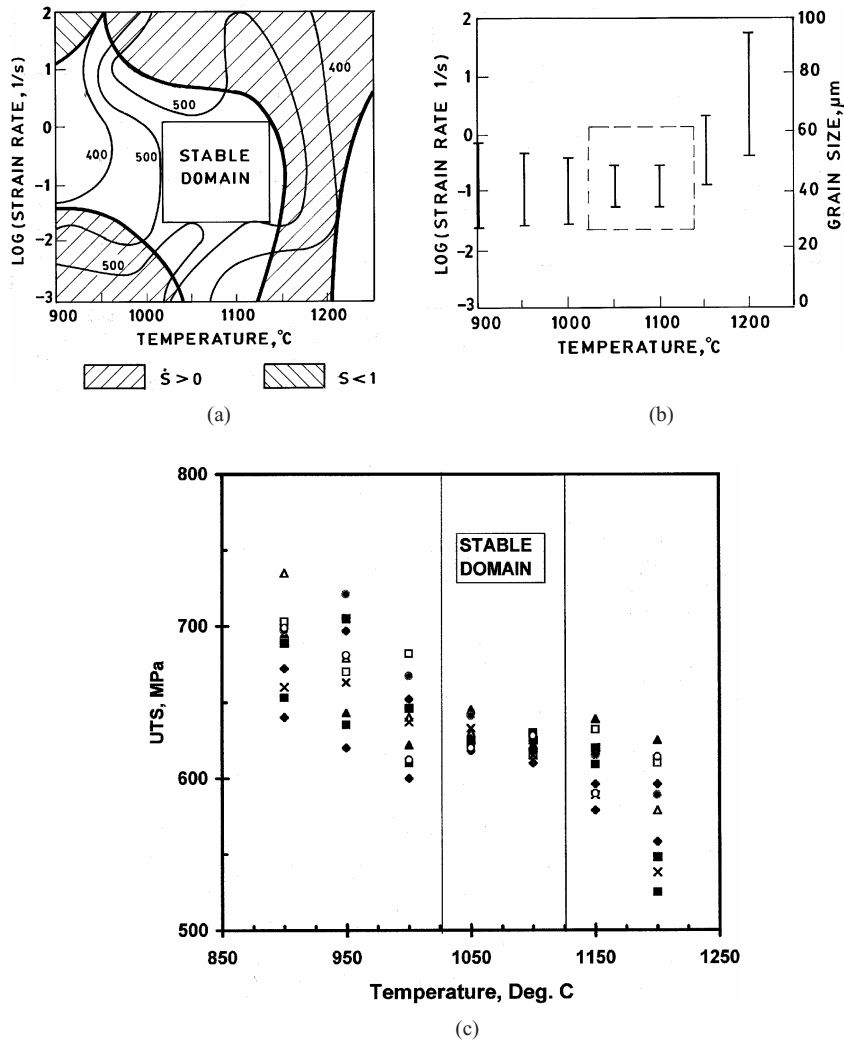 2
1
0
-1
-2
-3
LOG (STRAIN RATE, 1/s)
400
400
500
500
500
STABLE
DOMAIN
900 1000 1100 1200
TEMPERATURE, °C
Ṡ > 0 S < 1
(a)
2
1
0
-1
-2
-3
LOG (STRAIN RATE 1/s)
100
80
60
40
20
0
GRAIN SIZE, μm
900 1000 1100 1200
TEMPERATURE, °C
(b)
800
700
600
500
UTS, MPa
STABLE
DOMAIN
850 950 1050 1150 1250
Temperature, Deg. C
(c)